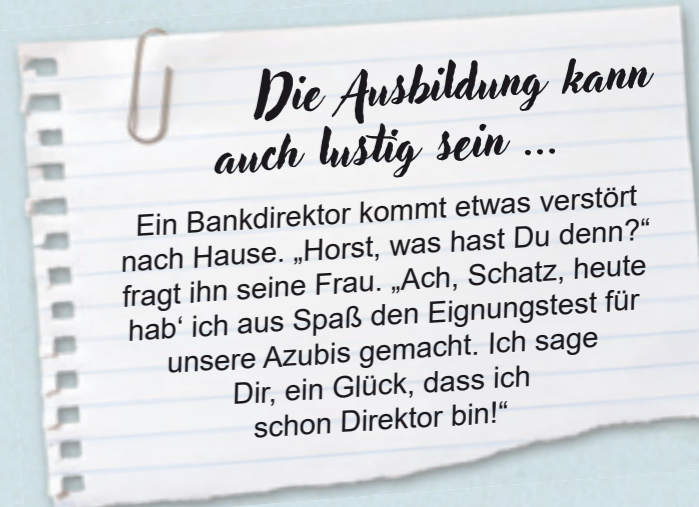 Die Ausbildung kann
auch lustig sein ...
Ein Bankdirektor kommt etwas verstört
nach Hause. „Horst, was hast Du denn?“
fragt ihn seine Frau. „Ach, Schatz, heute
hab‘ ich aus Spaß den Eignungstest für
unsere Azubis gemacht. Ich sage
Dir, ein Glück, dass ich
schon Direktor bin!“